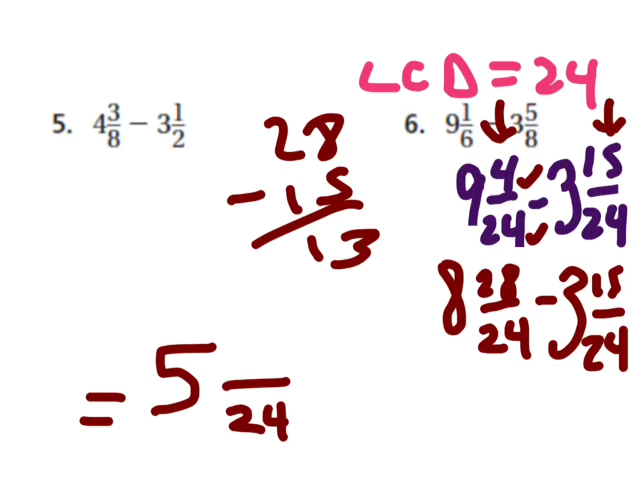 LCD = 24
5. 4 3/8 − 3 1/2
6. 9 1/6 − 3 5/8
28
− 15
13
9 4/24 - 3 15/24
8 28/24 - 3 15/24
= 5 __/24